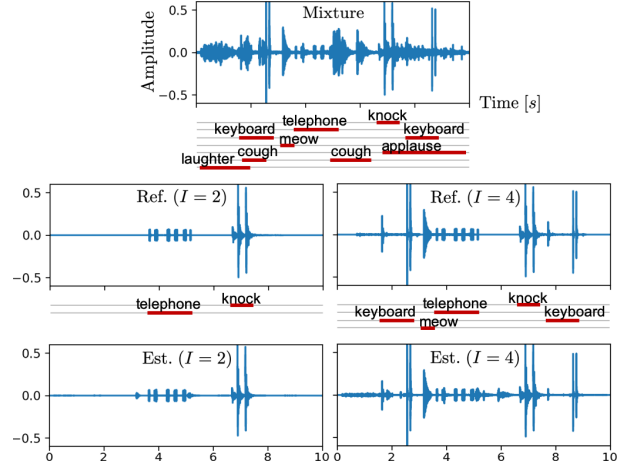 Mixture
Amplitude
0.5
0.0
−0.5
Time [s]
knock
telephone
keyboard keyboard
meow
applause
cough cough
laughter
Ref. (I = 2) Ref. (I = 4)
0.5
0.0
−0.5
knock knock
telephone telephone
keyboard keyboard
meow
Est. (I = 2) Est. (I = 4)
0.5
0.0
−0.5
0 2 4 6 8 10 0 2 4 6 8 10